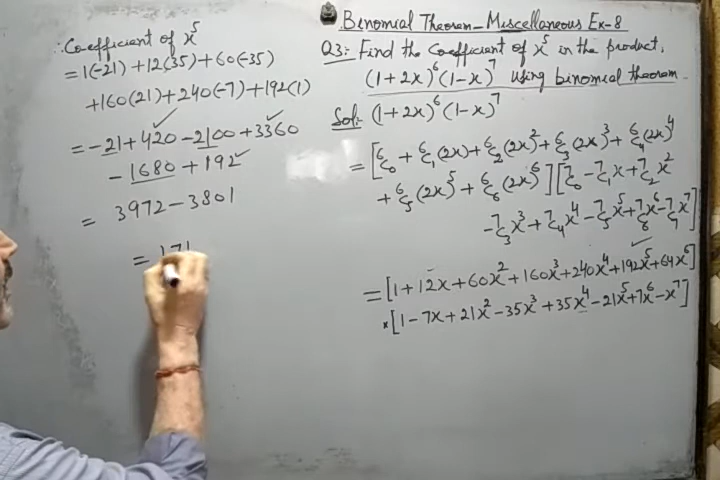 Binomial Theorem - Miscellaneous Ex-8
Q3:- Find the Coefficient of x⁵ in the product,
(1+2x)⁶(1-x)⁷ using binomial theorem.
Sol:- (1+2x)⁶(1-x)⁷
= [⁶C₀ + ⁶C₁(2x) + ⁶C₂(2x)² + ⁶C₃(2x)³ + ⁶C₄(2x)⁴
+ ⁶C₅(2x)⁵ + ⁶C₆(2x)⁶] [⁷C₀ - ⁷C₁x + ⁷C₂x²
- ⁷C₃x³ + ⁷C₄x⁴ - ⁷C₅x⁵ + ⁷C₆x⁶ - ⁷C₇x⁷]
= [1 + 12x + 60x² + 160x³ + 240x⁴ + 192x⁵ + 64x⁶]
× [1 - 7x + 21x² - 35x³ + 35x⁴ - 21x⁵ + 7x⁶ - x⁷]
∴ Coefficient of x⁵
= 1(-21) + 12(35) + 60(-35)
+ 160(21) + 240(-7) + 192(1)
= -21 + 420 - 2100 + 3360
- 1680 + 192
= 3972 - 3801
= 171